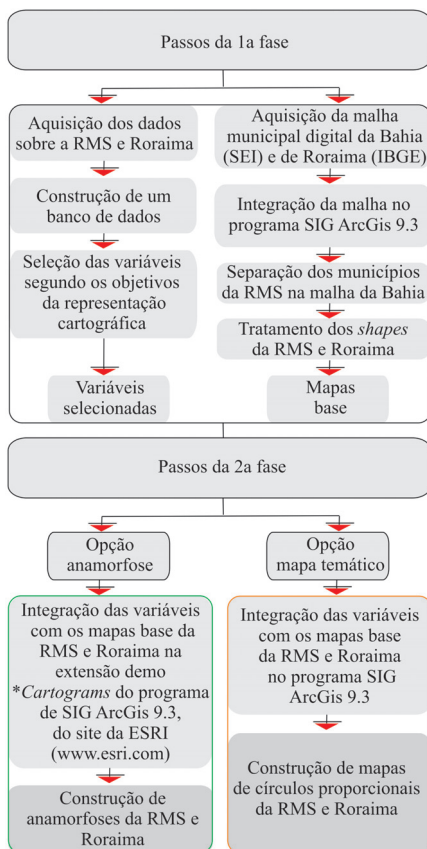 Passos da 1a fase
Aquisição dos dados
sobre a RMS e Roraima
Construção de um
banco de dados
Seleção das variáveis
segundo os objetivos
da representação
cartográfica
Variáveis
selecionadas
Aquisição da malha
municipal digital da Bahia
(SEI) e de Roraima (IBGE)
Integração da malha no
programa SIG ArcGis 9.3
Separação dos municípios
da RMS na malha da Bahia
Tratamento dos shapes
da RMS e Roraima
Mapas
base
Passos da 2a fase
Opção
anamorfose
Integração das variáveis
com os mapas base da
RMS e Roraima na
extensão demo
*Cartograms do programa
de SIG ArcGis 9.3,
do site da ESRI
(www.esri.com)
Construção de
anamorfoses da RMS e
Roraima
Opção
mapa temático
Integração das variáveis
com os mapas base
da RMS e Roraima
no programa SIG
ArcGis 9.3
Construção de mapas
de círculos proporcionais
da RMS e Roraima